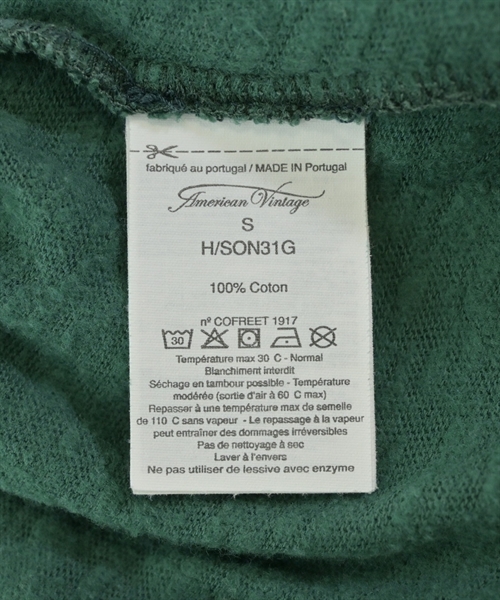 fabriqué au portugal / MADE IN Portugal
American Vintage
S
H/SON31G
100% Coton
nº COFREET 1917
30
Température max 30 C - Normal
Blanchiment interdit
Séchage en tambour possible - Température
modérée (sortie d'air à 60 C max)
Repasser à une température max de semelle
de 110 C sans vapeur - Le repassage à la vapeur
peut entraîner des dommages irréversibles
Pas de nettoyage à sec
Laver à l'envers
Ne pas utiliser de lessive avec enzyme